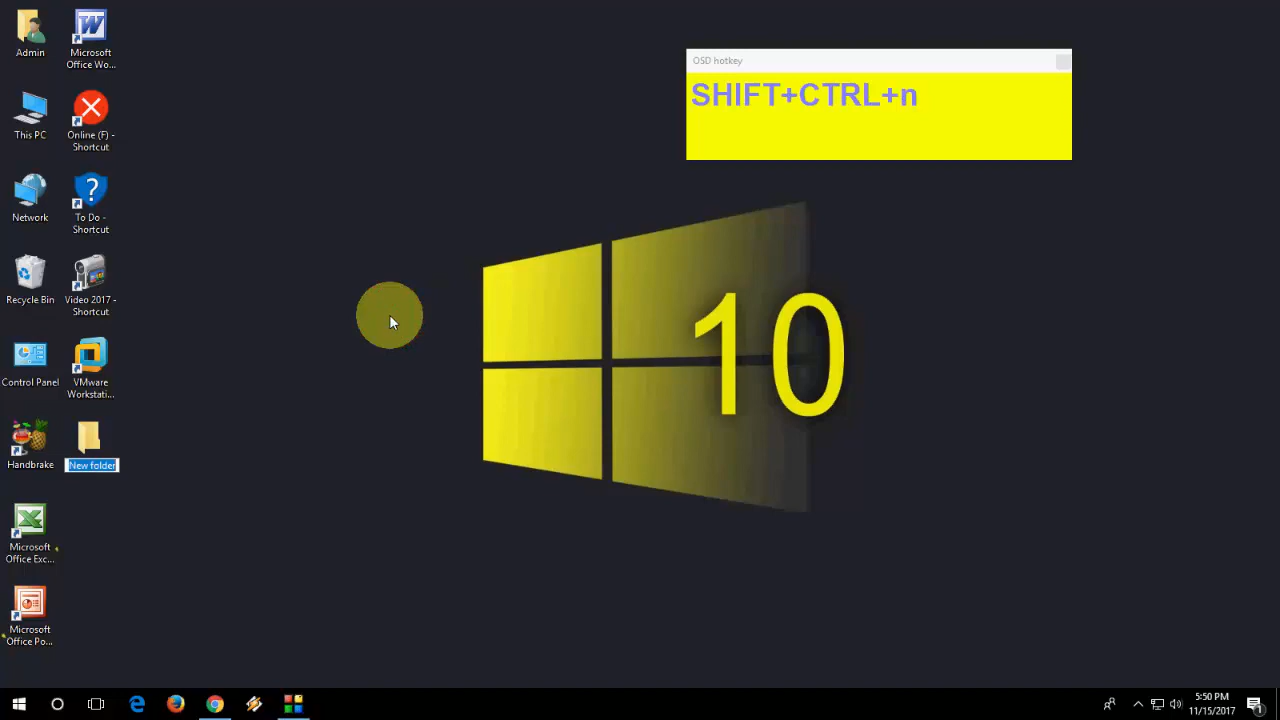 Admin
Microsoft
Office Wo...
This PC
Online (F) -
Shortcut
Network
To Do -
Shortcut
Recycle Bin
Video 2017 -
Shortcut
Control Panel
VMware
Workstati...
Handbrake
New folder
Microsoft
Office Exc...
Microsoft
Office Po...
OSD hotkey
SHIFT+CTRL+n
10
5:50 PM
11/15/2017
1